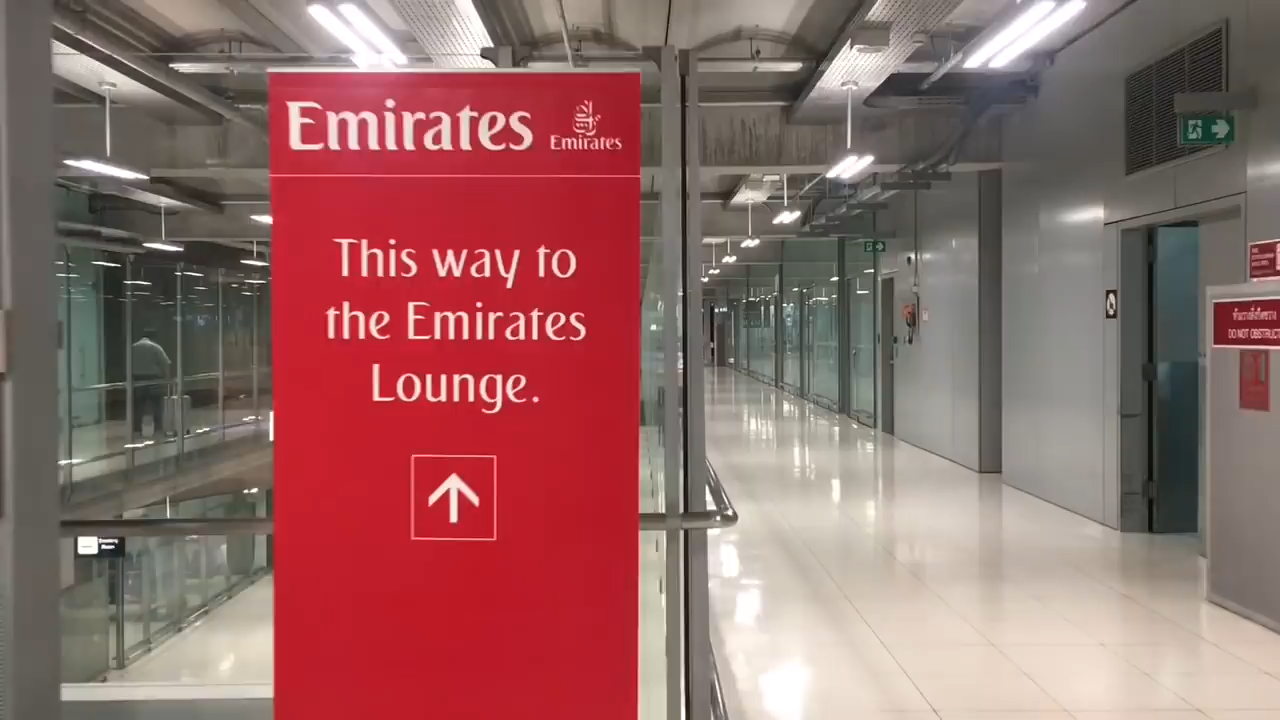 Emirates
Emirates
This way to
the Emirates
Lounge.
DO NOT OBSTRUCT